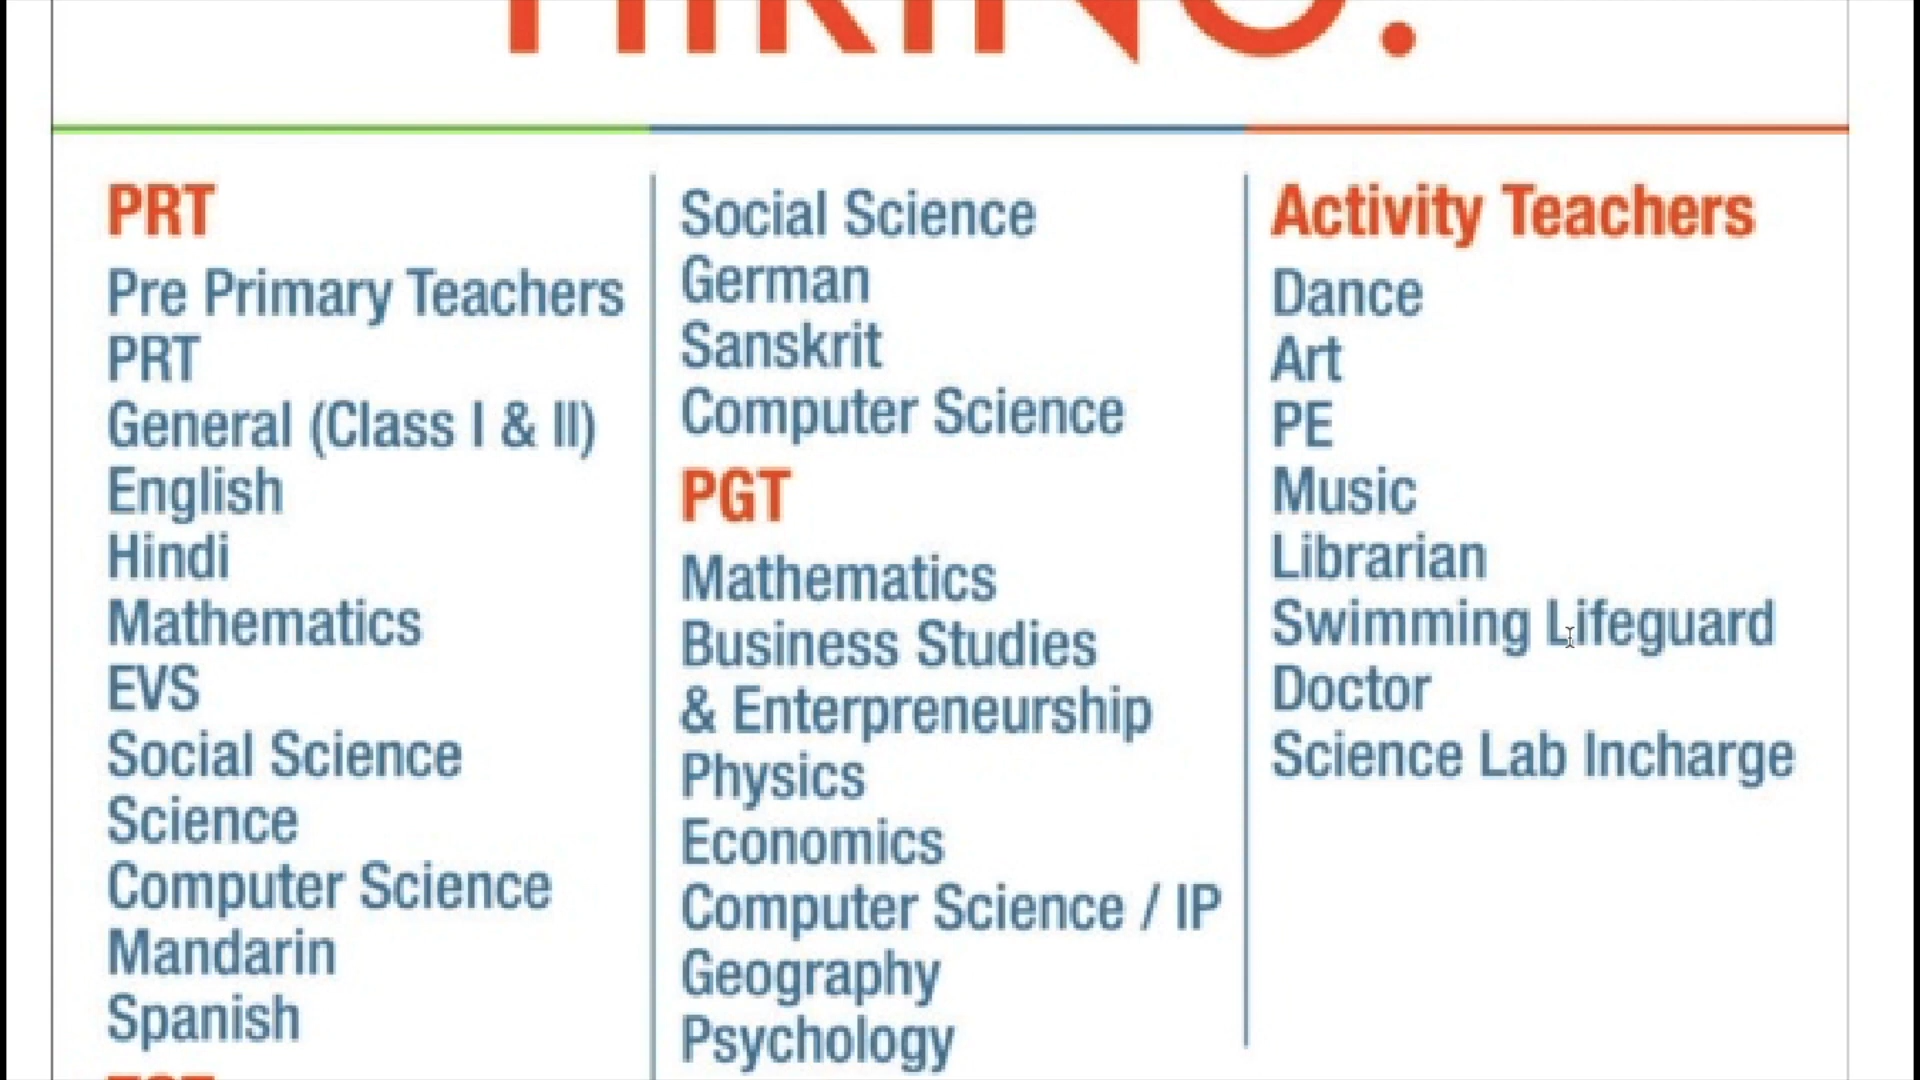 HIRING!
PRT
Pre Primary Teachers
PRT
General (Class I & II)
English
Hindi
Mathematics
EVS
Social Science
Science
Computer Science
Mandarin
Spanish
TGT
Social Science
German
Sanskrit
Computer Science
PGT
Mathematics
Business Studies
& Enterpreneurship
Physics
Economics
Computer Science / IP
Geography
Psychology
Activity Teachers
Dance
Art
PE
Music
Librarian
Swimming Lifeguard
Doctor
Science Lab Incharge